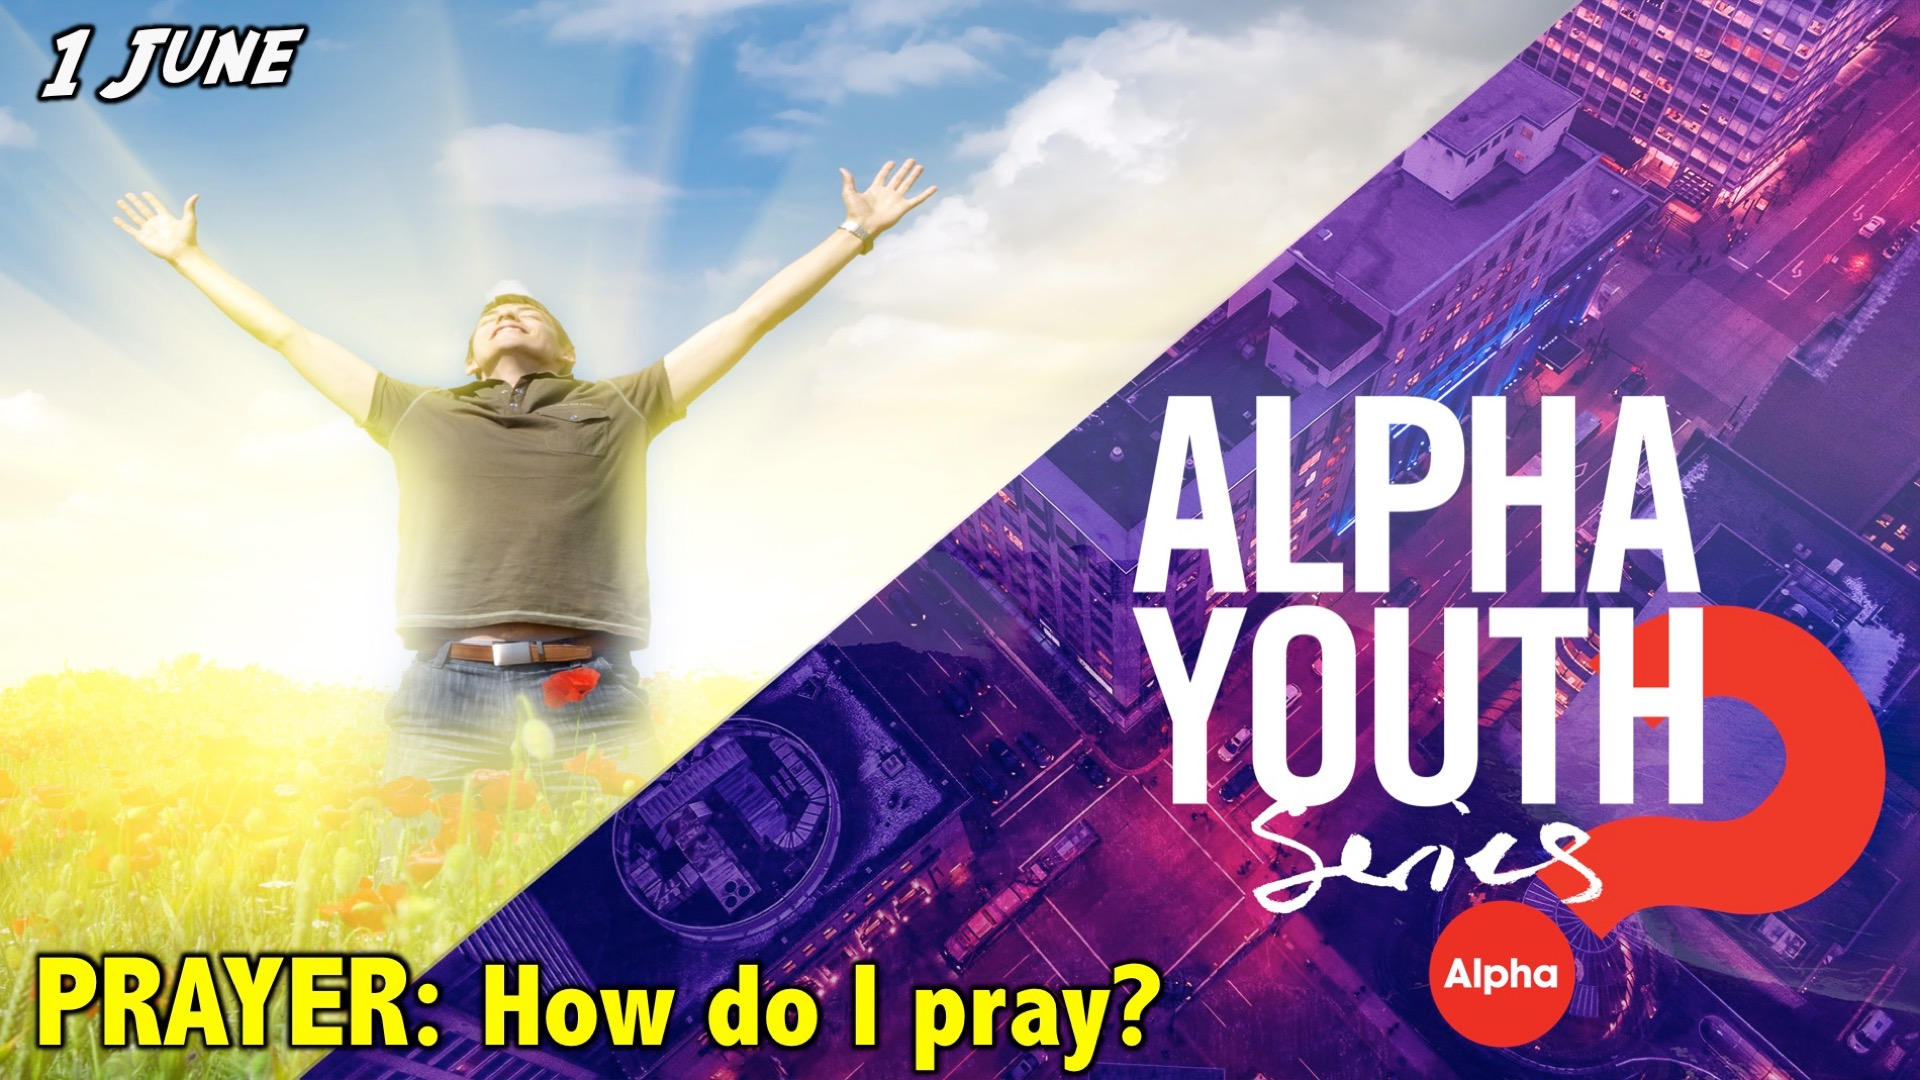 1 JUNE
ALPHA
YOUTH
Series
Alpha
PRAYER: How do I pray?